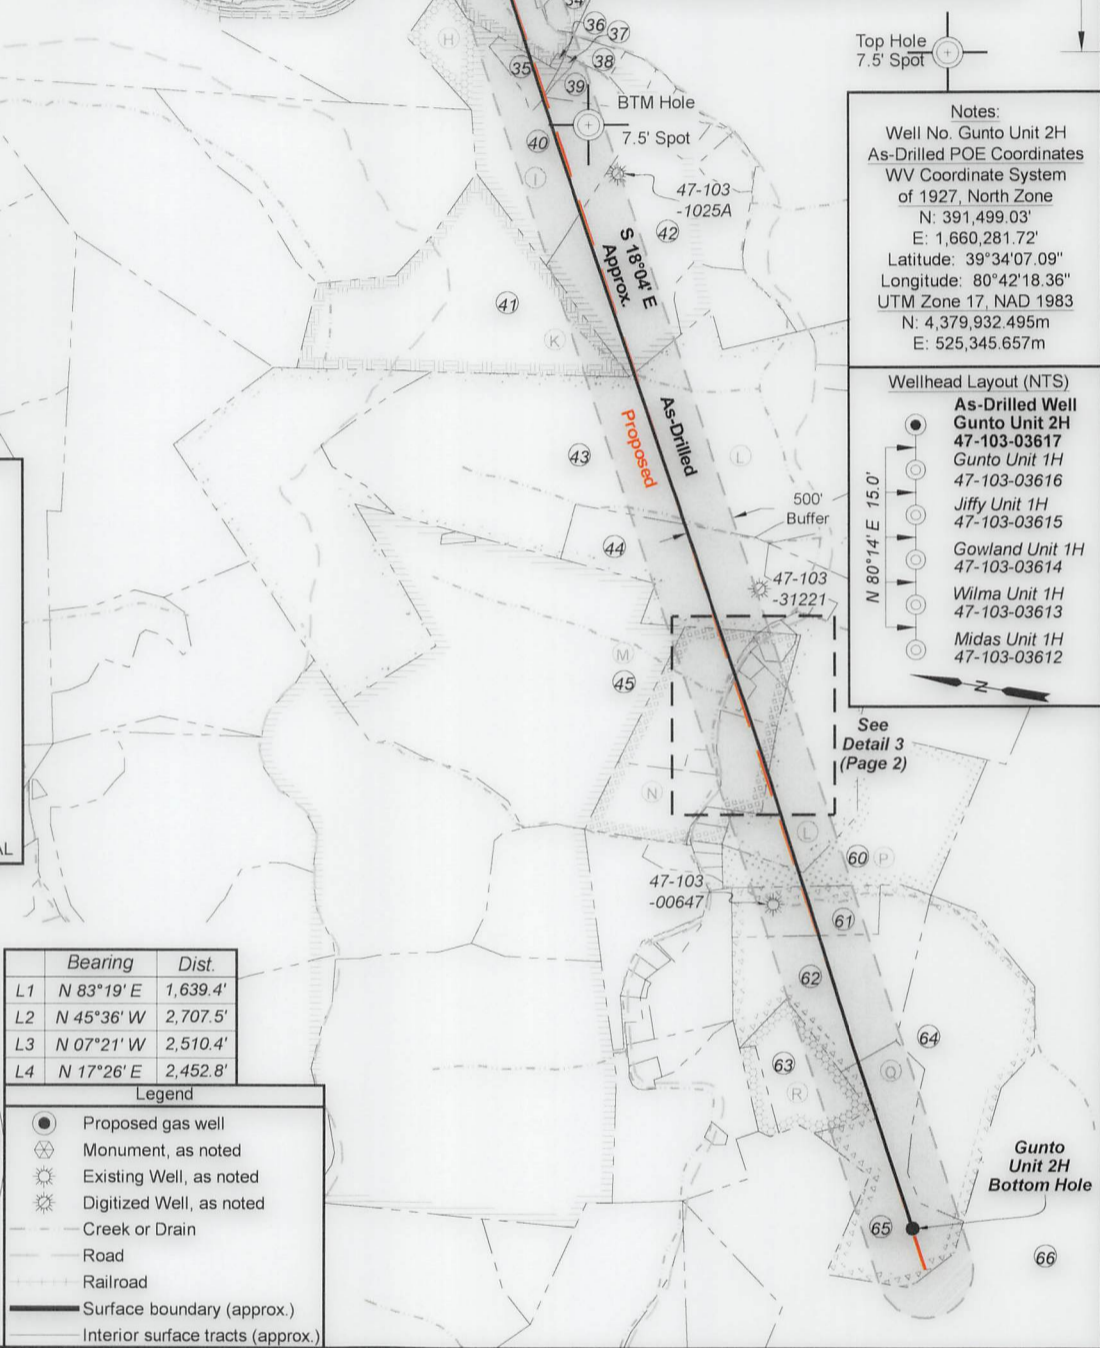 36
37
35
38
39
H
Top Hole
7.5' Spot
BTM Hole
7.5' Spot
40
I
47-103
-1025A
42
S 18°04' E
Approx.
41
K
Notes:
Well No. Gunto Unit 2H
As-Drilled POE Coordinates
WV Coordinate System
of 1927, North Zone
N: 391,499.03'
E: 1,660,281.72'
Latitude: 39°34'07.09"
Longitude: 80°42'18.36"
UTM Zone 17, NAD 1983
N: 4,379,932.495m
E: 525,345.657m
Wellhead Layout (NTS)
As-Drilled Well
Gunto Unit 2H
47-103-03617
Gunto Unit 1H
47-103-03616
Jiffy Unit 1H
47-103-03615
Gowland Unit 1H
47-103-03614
Wilma Unit 1H
47-103-03613
Midas Unit 1H
47-103-03612
N 80°14' E 15.0'
N
As-Drilled
Proposed
43
L
500'
Buffer
44
47-103
-31221
M
45
See
Detail 3
(Page 2)
N
L
60
P
47-103
-00647
61
62
64
63
Q
R
Gunto
Unit 2H
Bottom Hole
65
66
AL
Bearing Dist.
L1 N 83°19' E 1,639.4'
L2 N 45°36' W 2,707.5'
L3 N 07°21' W 2,510.4'
L4 N 17°26' E 2,452.8'
Legend
Proposed gas well
Monument, as noted
Existing Well, as noted
Digitized Well, as noted
Creek or Drain
Road
Railroad
Surface boundary (approx.)
Interior surface tracts (approx.)